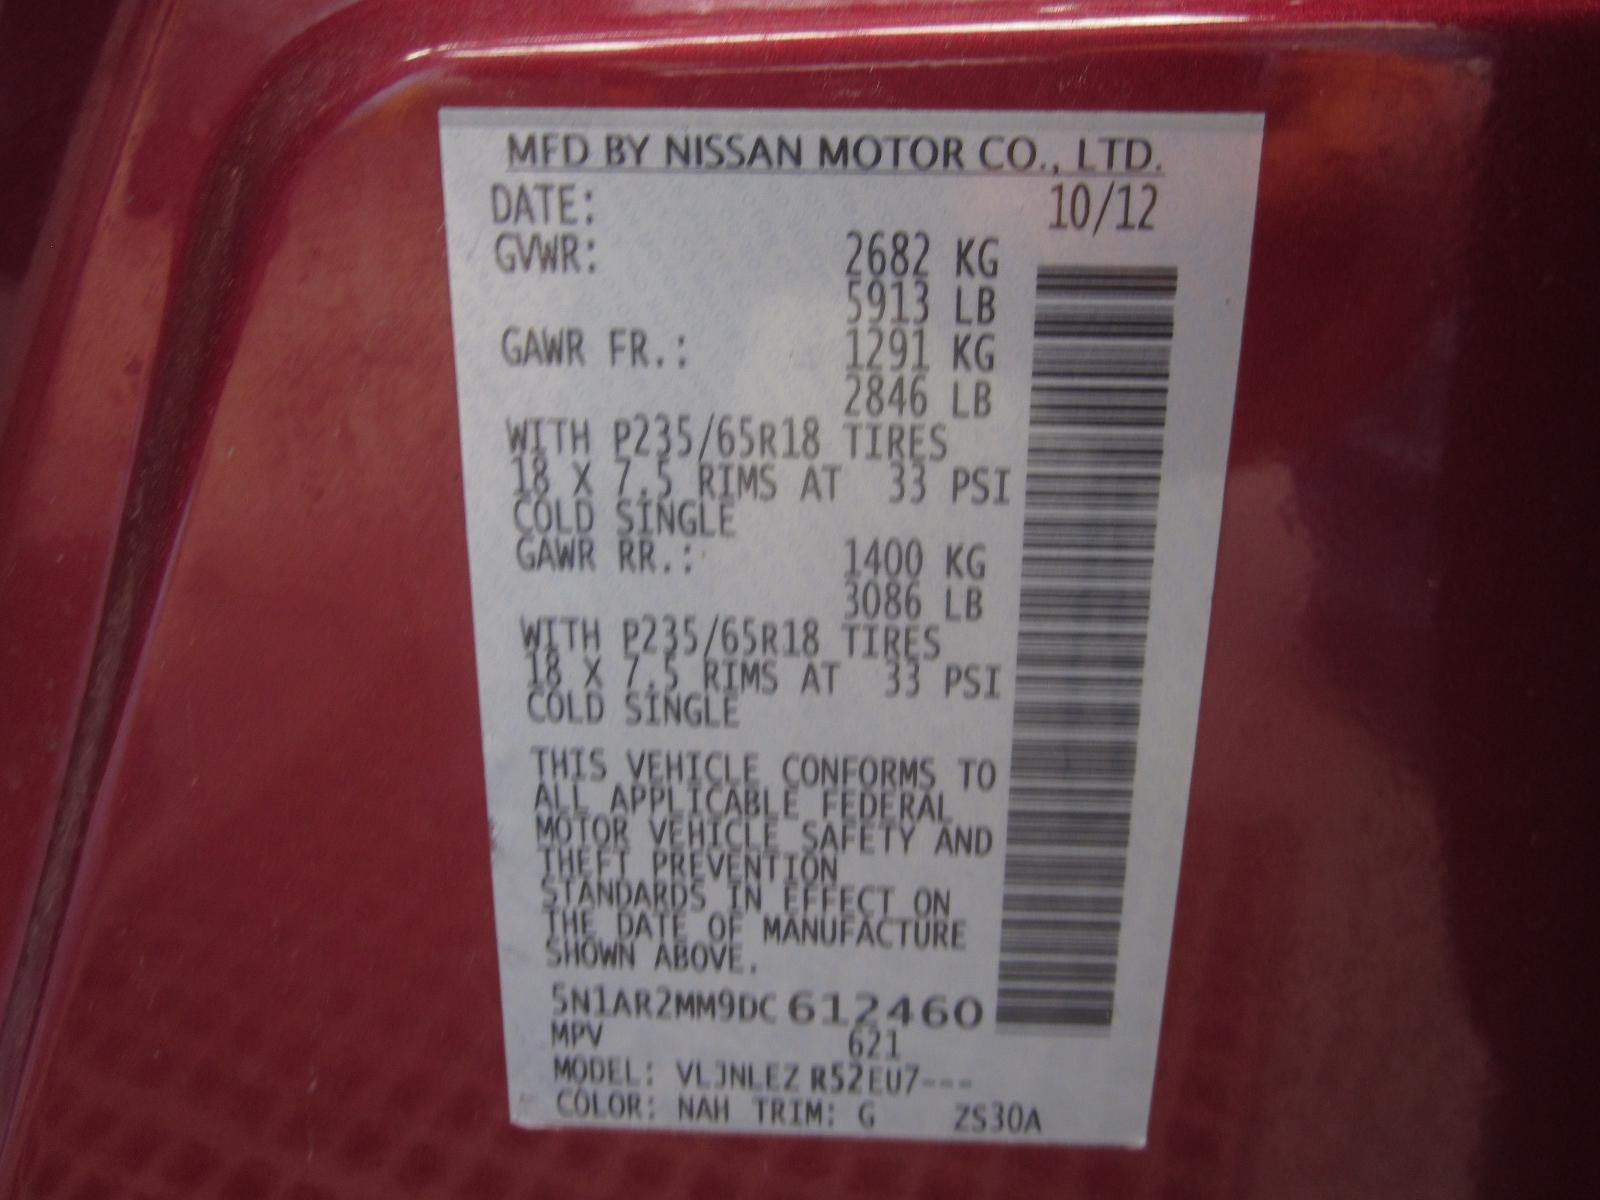 MFD BY NISSAN MOTOR CO., LTD.
DATE: 10/12
GVWR: 2682 KG
5913 LB
GAWR FR.: 1291 KG
2846 LB
WITH P235/65R18 TIRES
18 X 7.5 RIMS AT 33 PSI
COLD SINGLE
GAWR RR.: 1400 KG
3086 LB
WITH P235/65R18 TIRES
18 X 7.5 RIMS AT 33 PSI
COLD SINGLE
THIS VEHICLE CONFORMS TO
ALL APPLICABLE FEDERAL
MOTOR VEHICLE SAFETY AND
THEFT PREVENTION
STANDARDS IN EFFECT ON
THE DATE OF MANUFACTURE
SHOWN ABOVE.
5N1AR2MM9DC612460
MPV 621
MODEL: VLJNLEZ R52EU7---
COLOR: NAH TRIM: G ZS30A